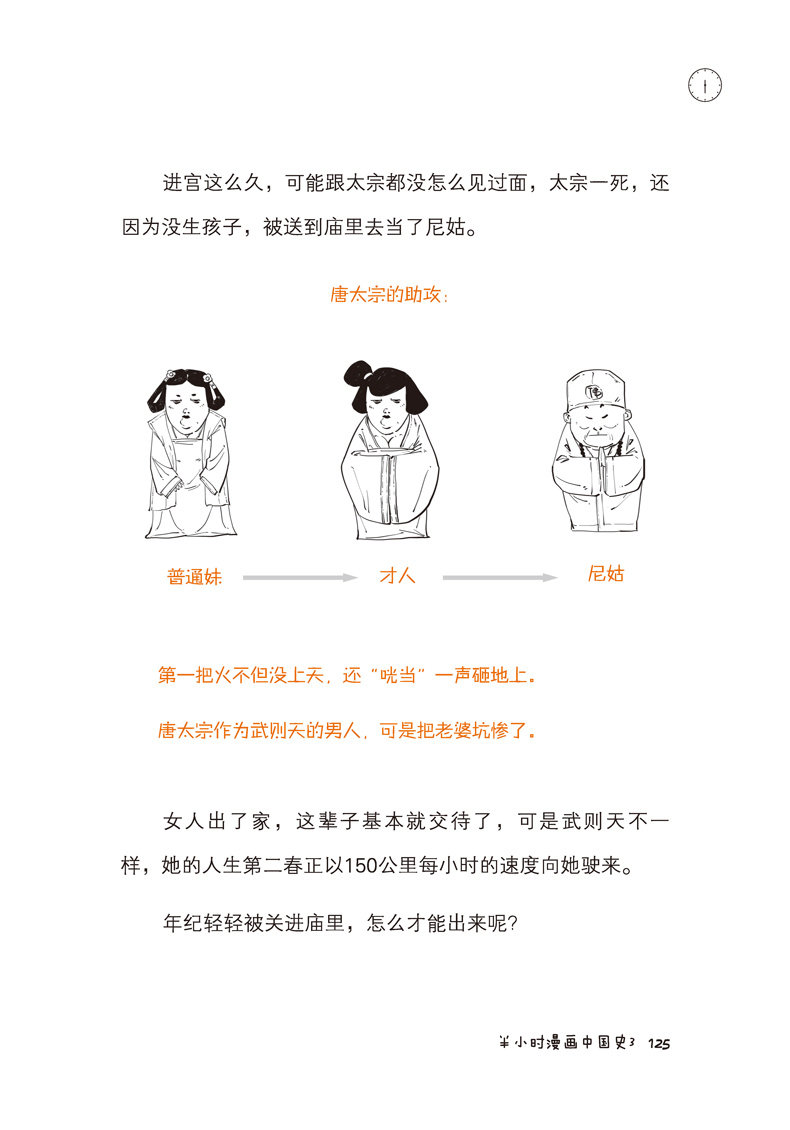 进宫这么久，可能跟太宗都没怎么见过面，太宗一死，还
因为没生孩子，被送到庙里去当了尼姑。
唐太宗的助攻：
普通妹 才人 尼姑
第一把火不但没上天，还“咣当”一声砸地上。
唐太宗作为武则天的男人，可是把老婆坑惨了。
女人出了家，这辈子基本就交待了，可是武则天不一
样，她的人生第二春正以150公里每小时的速度向她驶来。
年纪轻轻被关进庙里，怎么才能出来呢？
半小时漫画中国史3 125